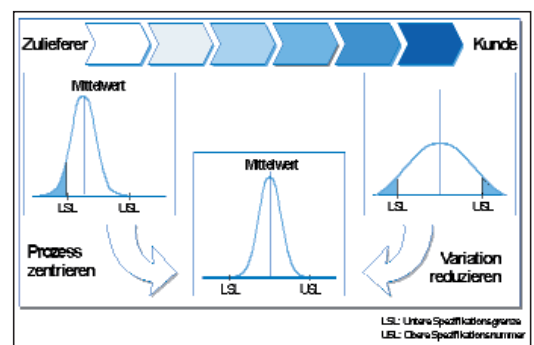 Zulieferer
Kunde
Mittelwert
LSL
USL
Mittelwert
LSL
USL
LSL
USL
Prozess
zentrieren
Variation
reduzieren
LSL: Untere Spezifikationsgrenze
USL: Obere Spezifikationsnummer